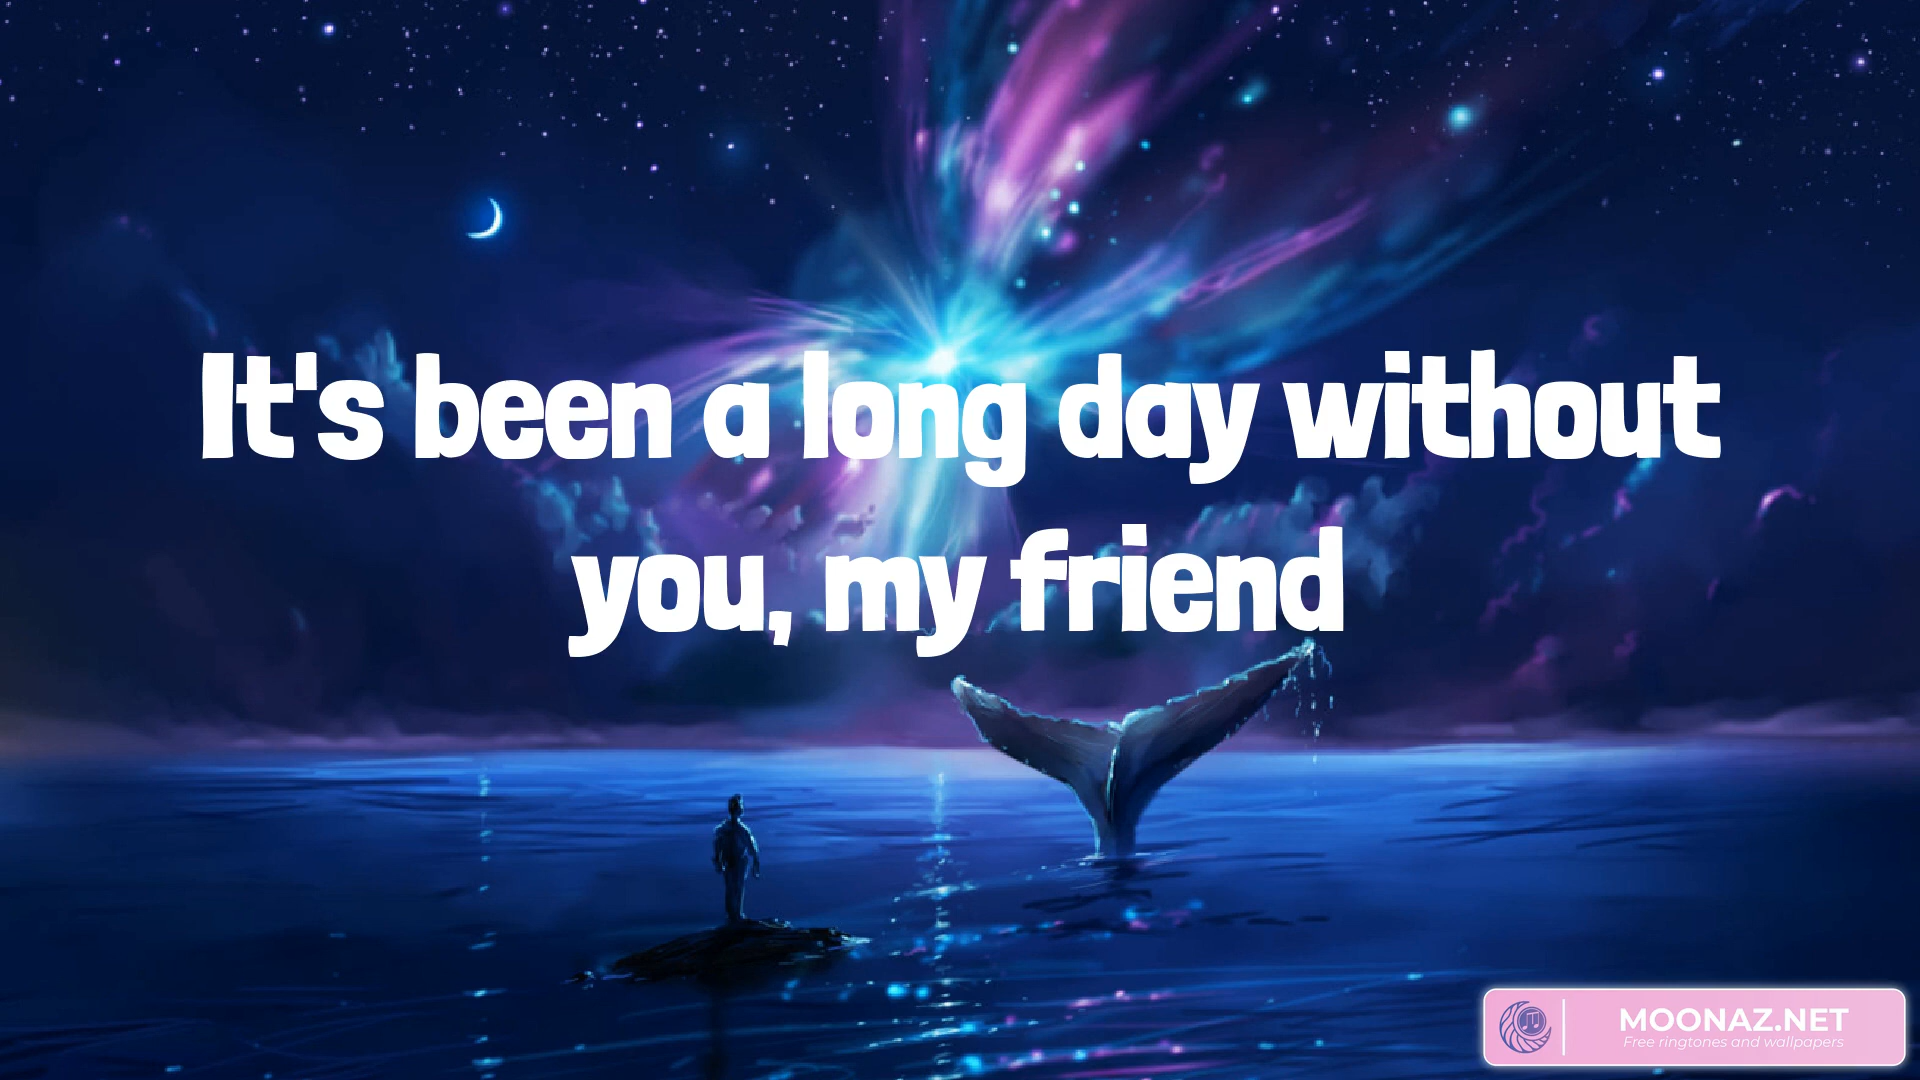 It's been a long day without
you, my friend
MOONAZ.NET
Free ringtones and wallpapers